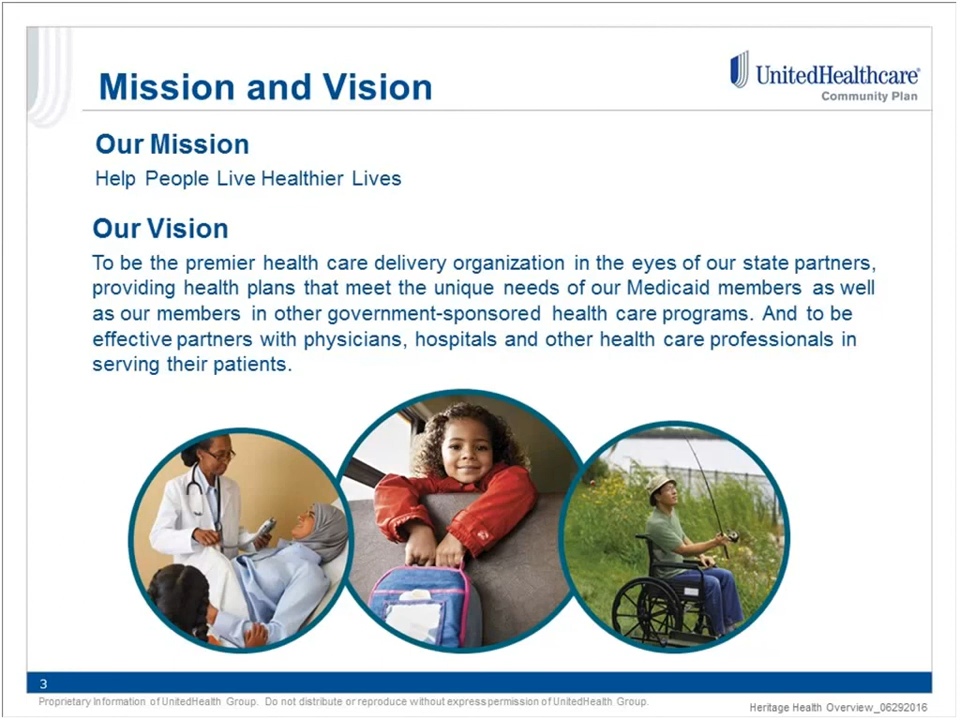 Mission and Vision
UnitedHealthcare®
Community Plan
Our Mission
Help People Live Healthier Lives
Our Vision
To be the premier health care delivery organization in the eyes of our state partners,
providing health plans that meet the unique needs of our Medicaid members as well
as our members in other government-sponsored health care programs. And to be
effective partners with physicians, hospitals and other health care professionals in
serving their patients.
3
Proprietary Information of UnitedHealth Group. Do not distribute or reproduce without express permission of UnitedHealth Group.
Heritage Health Overview_06292016